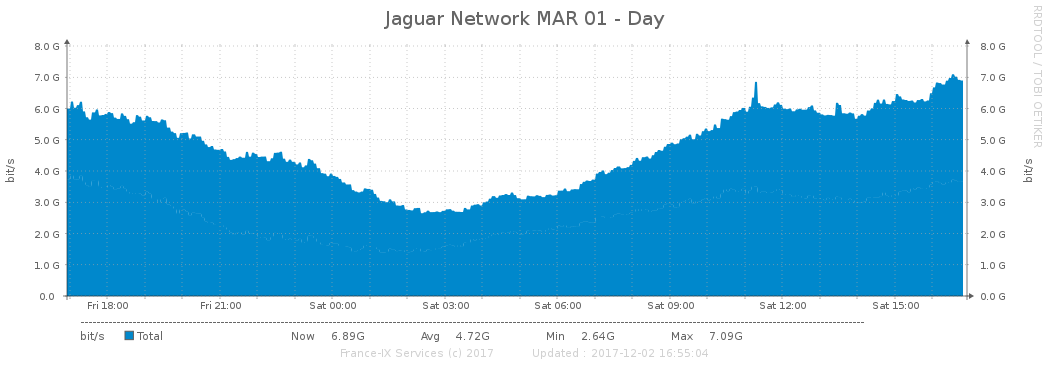 Jaguar Network MAR 01 - Day
RRDTOOL / TOBI OETIKER
8.0 G 8.0 G
7.0 G 7.0 G
6.0 G 6.0 G
5.0 G 5.0 G
4.0 G 4.0 G
3.0 G 3.0 G
2.0 G 2.0 G
1.0 G 1.0 G
0.0 0.0 G
bit/s bit/s
Fri 18:00 Fri 21:00 Sat 00:00 Sat 03:00 Sat 06:00 Sat 09:00 Sat 12:00 Sat 15:00
bit/s Total Now 6.89G Avg 4.72G Min 2.64G Max 7.09G
France-IX Services (c) 2017 Updated : 2017-12-02 16:55:04